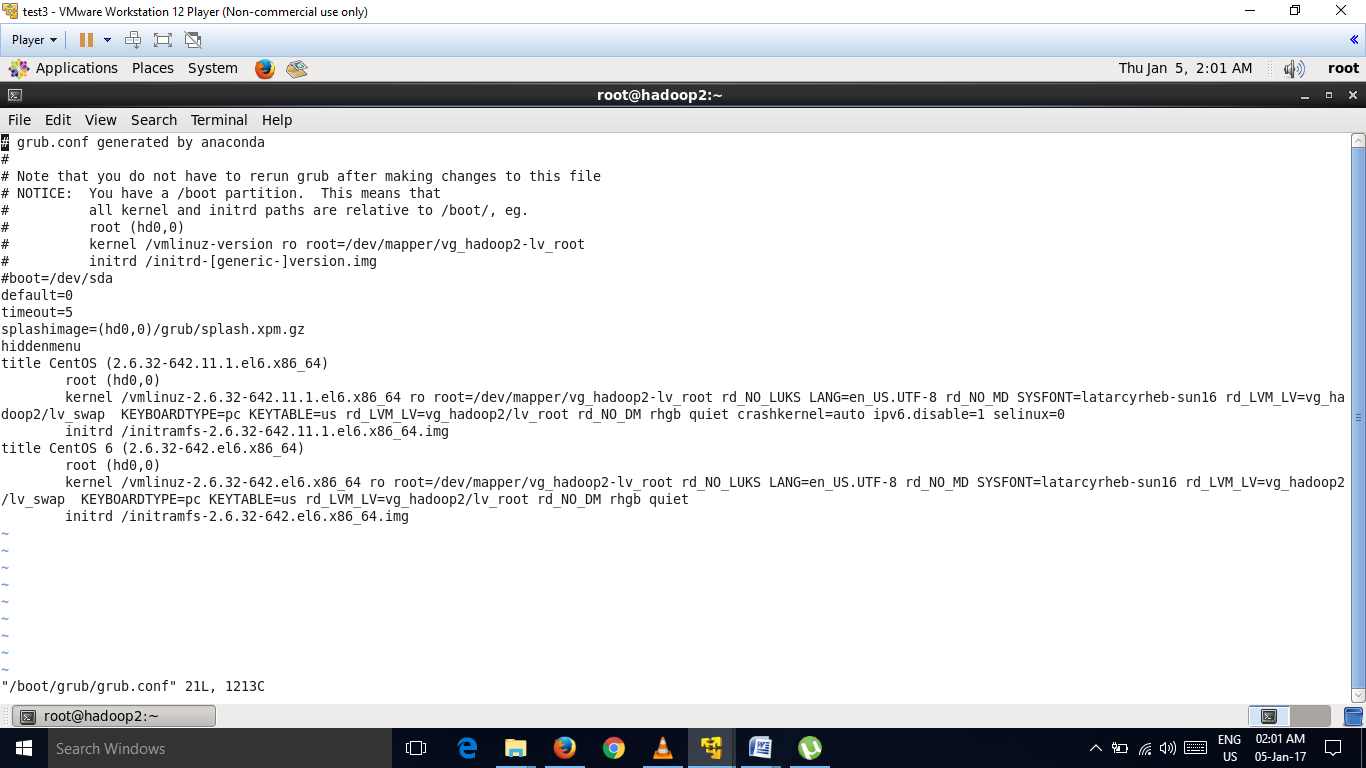 test3 - VMware Workstation 12 Player (Non-commercial use only)
Player
Applications Places System Thu Jan 5, 2:01 AM root
root@hadoop2:~
File Edit View Search Terminal Help
# grub.conf generated by anaconda
#
# Note that you do not have to rerun grub after making changes to this file
# NOTICE:  You have a /boot partition.  This means that
#          all kernel and initrd paths are relative to /boot/, eg.
#          root (hd0,0)
#          kernel /vmlinuz-version ro root=/dev/mapper/vg_hadoop2-lv_root
#          initrd /initrd-[generic-]version.img
#boot=/dev/sda
default=0
timeout=5
splashimage=(hd0,0)/grub/splash.xpm.gz
hiddenmenu
title CentOS (2.6.32-642.11.1.el6.x86_64)
        root (hd0,0)
        kernel /vmlinuz-2.6.32-642.11.1.el6.x86_64 ro root=/dev/mapper/vg_hadoop2-lv_root rd_NO_LUKS LANG=en_US.UTF-8 rd_NO_MD SYSFONT=latarcyrheb-sun16 rd_LVM_LV=vg_ha
doop2/lv_swap  KEYBOARDTYPE=pc KEYTABLE=us rd_LVM_LV=vg_hadoop2/lv_root rd_NO_DM rhgb quiet crashkernel=auto ipv6.disable=1 selinux=0
        initrd /initramfs-2.6.32-642.11.1.el6.x86_64.img
title CentOS 6 (2.6.32-642.el6.x86_64)
        root (hd0,0)
        kernel /vmlinuz-2.6.32-642.el6.x86_64 ro root=/dev/mapper/vg_hadoop2-lv_root rd_NO_LUKS LANG=en_US.UTF-8 rd_NO_MD SYSFONT=latarcyrheb-sun16 rd_LVM_LV=vg_hadoop2
/lv_swap  KEYBOARDTYPE=pc KEYTABLE=us rd_LVM_LV=vg_hadoop2/lv_root rd_NO_DM rhgb quiet
        initrd /initramfs-2.6.32-642.el6.x86_64.img
~
~
~
~
~
~
~
~
~
"/boot/grub/grub.conf" 21L, 1213C
root@hadoop2:~
Search Windows
ENG 02:01 AM
US 05-Jan-17